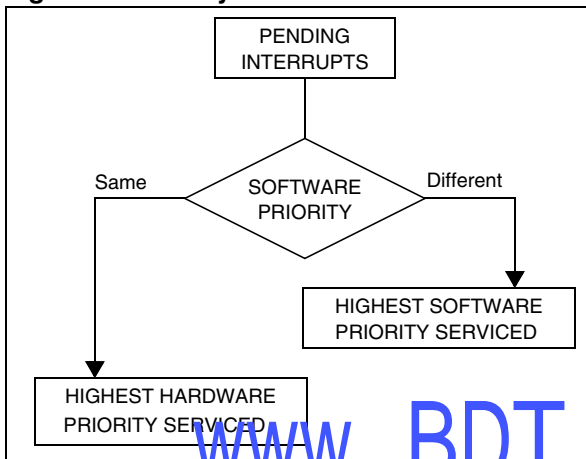 PENDING
INTERRUPTS
Same
SOFTWARE
PRIORITY
Different
HIGHEST SOFTWARE
PRIORITY SERVICED
HIGHEST HARDWARE
PRIORITY SERVICED
WWW BDT